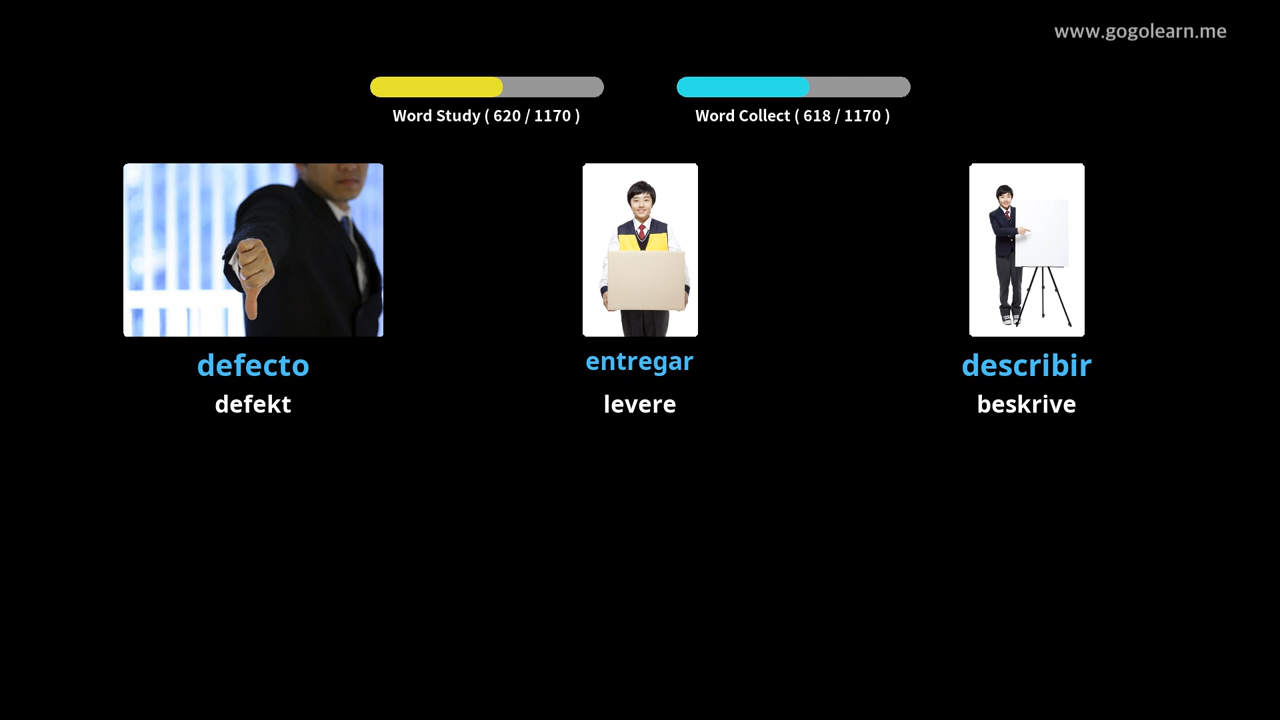 www.gogolearn.me
Word Study ( 620 / 1170 )
Word Collect ( 618 / 1170 )
defecto
entregar
describir
defekt
levere
beskrive